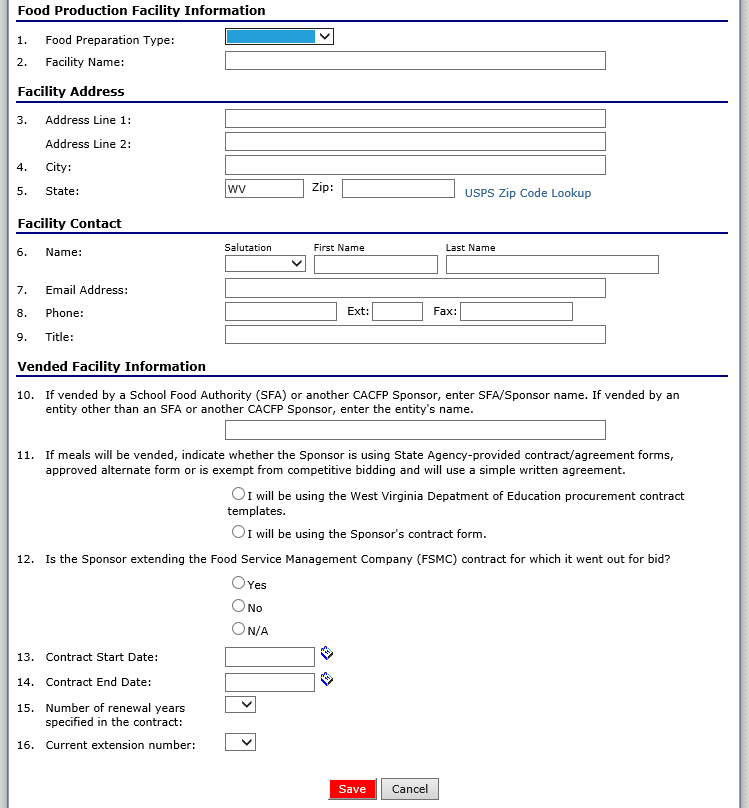 Food Production Facility Information
1. Food Preparation Type:
2. Facility Name:
Facility Address
3. Address Line 1:
Address Line 2:
4. City:
5. State: WV Zip: USPS Zip Code Lookup
Facility Contact
Salutation First Name Last Name
6. Name:
7. Email Address:
8. Phone: Ext: Fax:
9. Title:
Vended Facility Information
10. If vended by a School Food Authority (SFA) or another CACFP Sponsor, enter SFA/Sponsor name. If vended by an
entity other than an SFA or another CACFP Sponsor, enter the entity's name.
11. If meals will be vended, indicate whether the Sponsor is using State Agency-provided contract/agreement forms,
approved alternate form or is exempt from competitive bidding and will use a simple written agreement.
I will be using the West Virginia Depatment of Education procurement contract
templates.
I will be using the Sponsor's contract form.
12. Is the Sponsor extending the Food Service Management Company (FSMC) contract for which it went out for bid?
Yes
No
N/A
13. Contract Start Date:
14. Contract End Date:
15. Number of renewal years
specified in the contract:
16. Current extension number:
Save Cancel